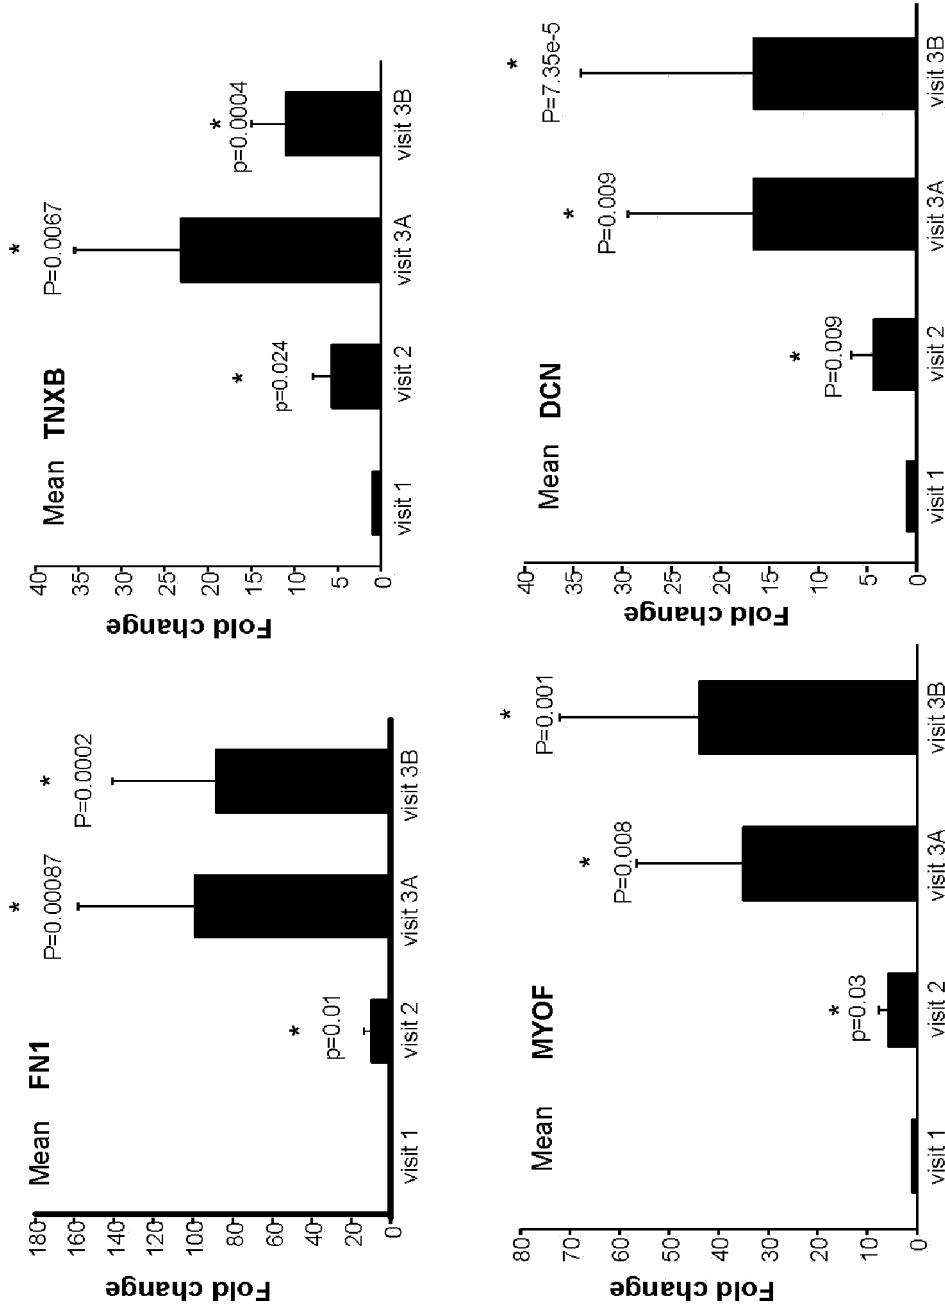 Mean FN1
Fold change
180
160
140
120
100
80
60
40
20
0
p=0.01
*
P=0.00087
*
P=0.0002
*
visit 1
visit 2
visit 3A
visit 3B
Mean TNXB
Fold change
40
35
30
25
20
15
10
5
0
*
p=0.024
*
P=0.0067
*
p=0.0004
visit 1
visit 2
visit 3A
visit 3B
Mean MYOF
Fold change
80
70
60
50
40
30
20
10
0
*
p=0.03
*
P=0.008
*
P=0.001
visit 1
visit 2
visit 3A
visit 3B
Mean DCN
Fold change
40
35
30
25
20
15
10
5
0
*
P=0.009
*
P=0.009
*
P=7.35e-5
visit 1
visit 2
visit 3A
visit 3B